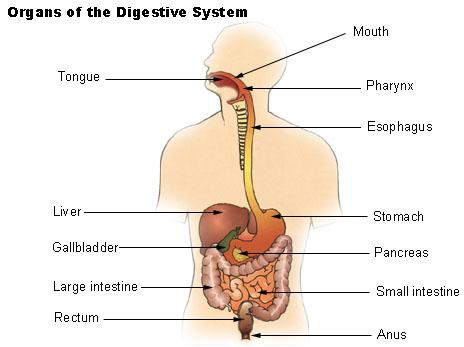 Organs of the Digestive System
Mouth
Tongue
Pharynx
Esophagus
Liver
Stomach
Gallbladder
Pancreas
Large intestine
Small intestine
Rectum
Anus